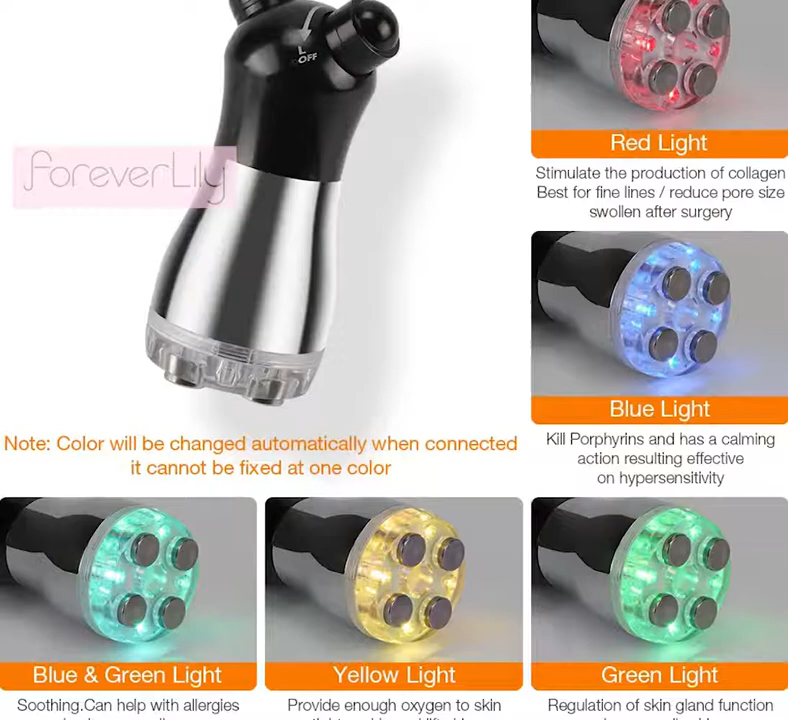 L
OFF
ForeverLily
Red Light
Stimulate the production of collagen
Best for fine lines / reduce pore size
swollen after surgery
Blue Light
Kill Porphyrins and has a calming
action resulting effective
on hypersensitivity
Note: Color will be changed automatically when connected
it cannot be fixed at one color
Blue & Green Light
Soothing.Can help with allergies
Yellow Light
Provide enough oxygen to skin
Green Light
Regulation of skin gland function